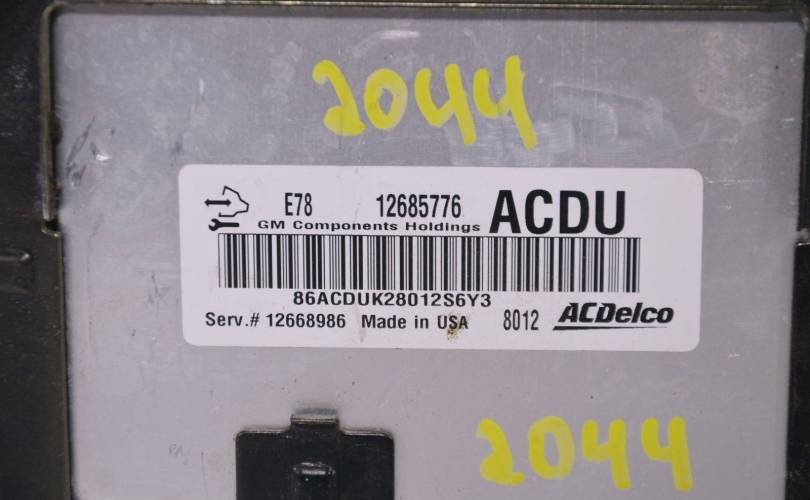 2044
E78 12685776 ACDU
GM Components Holdings
86ACDUK28012S6Y3
Serv.# 12668986 Made in USA 8012 ACDelco
2044